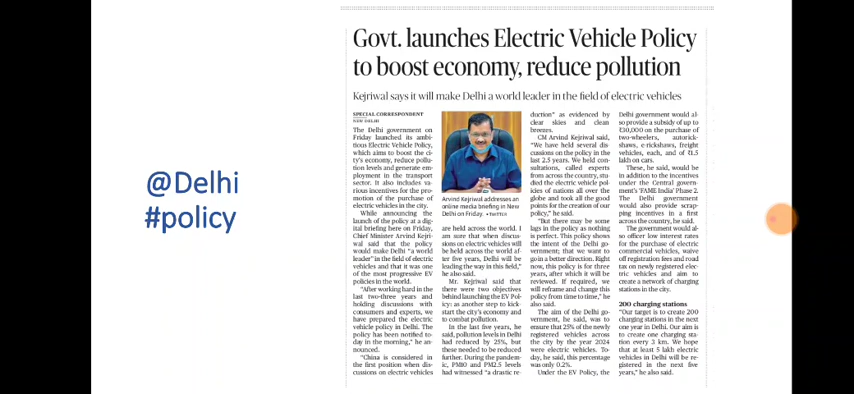 @Delhi
#policy
Govt. launches Electric Vehicle Policy
to boost economy, reduce pollution
Kejriwal says it will make Delhi a world leader in the field of electric vehicles
SPECIAL CORRESPONDENT
NEW DELHI
The Delhi government on
Friday launched its ambi-
tious Electric Vehicle Policy,
which aims to boost the ci-
ty's economy, reduce pollu-
tion levels and generate em-
ployment in the transport
sector. It also includes va-
rious incentives for the pro-
motion of the purchase of
electric vehicles in the city.
While announcing the
launch of the policy at a dig-
ital briefing here on Friday,
Chief Minister Arvind Kejri-
wal said that the policy
would make Delhi "a world
leader" in the field of electric
vehicles and that it was one
of the most progressive EV
policies in the world.
"After working hard in the
last two-three years and
holding discussions with
consumers and experts, we
have prepared the electric
vehicle policy in Delhi. The
policy has been notified to-
day in the morning," he an-
nounced.
"China is considered in
the first position when dis-
cussions on electric vehicles
Arvind Kejriwal addresses an
online media briefing in New
Delhi on Friday. • TWITTER
are held across the world. I
am sure that when discus-
sions on electric vehicles will
be held across the world af-
ter five years, Delhi will be
leading the way in this field,"
he also said.
Mr. Kejriwal said that
there were two objectives
behind launching the EV Pol-
icy: as another step to kick-
start the city's economy and
to combat pollution.
In the last five years, he
said, pollution levels in Delhi
had reduced by 25%, but
these needed to be reduced
further. During the pandem-
ic, PM10 and PM2.5 levels
had witnessed "a drastic re-
duction" as evidenced by
clear skies and clean
breezes.
CM Arvind Kejriwal said,
"We have held several dis-
cussions on the policy in the
last 2.5 years. We held con-
sultations, called experts
from across the country, stu-
died the electric vehicle pol-
icies of nations all over the
globe and took all the good
points for the creation of our
policy," he said.
"But there may be some
lags in the policy as nothing
is perfect. This policy shows
the intent of the Delhi go-
vernment; that we want to
go in a better direction. Right
now, this policy is for three
years, after which it will be
reviewed. If required, we
will reframe and change this
policy from time to time," he
also said.
The aim of the Delhi go-
vernment, he said, was to
ensure that 25% of the newly
registered vehicles across
the city by the year 2024
were electric vehicles. To-
day, he said, this percentage
was only 0.2%.
Under the EV Policy, the
Delhi government would al-
so provide a subsidy of up to
₹30,000 on the purchase of
two-wheelers, autorick-
shaws, e-rickshaws, freight
vehicles, each, and of ₹1.5
lakh on cars.
These, he said, would be
in addition to the incentives
under the Central govern-
ment's 'FAME India' Phase 2.
The Delhi government
would also provide scrap-
ping incentives in a first
across the country, he said.
The government would al-
so officer low interest rates
for the purchase of electric
commercial vehicles, waive
off registration fees and road
tax on newly registered elec-
tric vehicles and aim to
create a network of charging
stations in the city.
200 charging stations
"Our target is to create 200
charging stations in the next
one year in Delhi. Our aim is
to create one charging sta-
tion every 3 km. We hope
that at least 5 lakh electric
vehicles in Delhi will be re-
gistered in the next five
years," he also said.